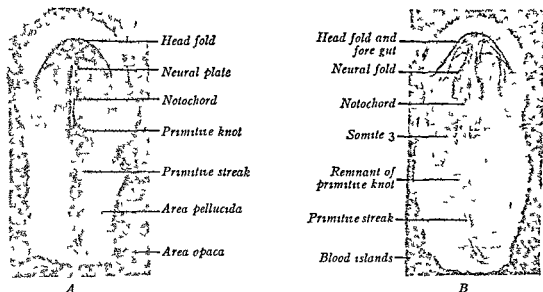 Head fold
Neural plate
Notochord
Primitive knot
Primitive streak
Area pellucida
Area opaca
A
Head fold and
fore gut
Neural fold
Notochord
Somite 3
Remnant of
primitive knot
Primitive streak
Blood islands
B